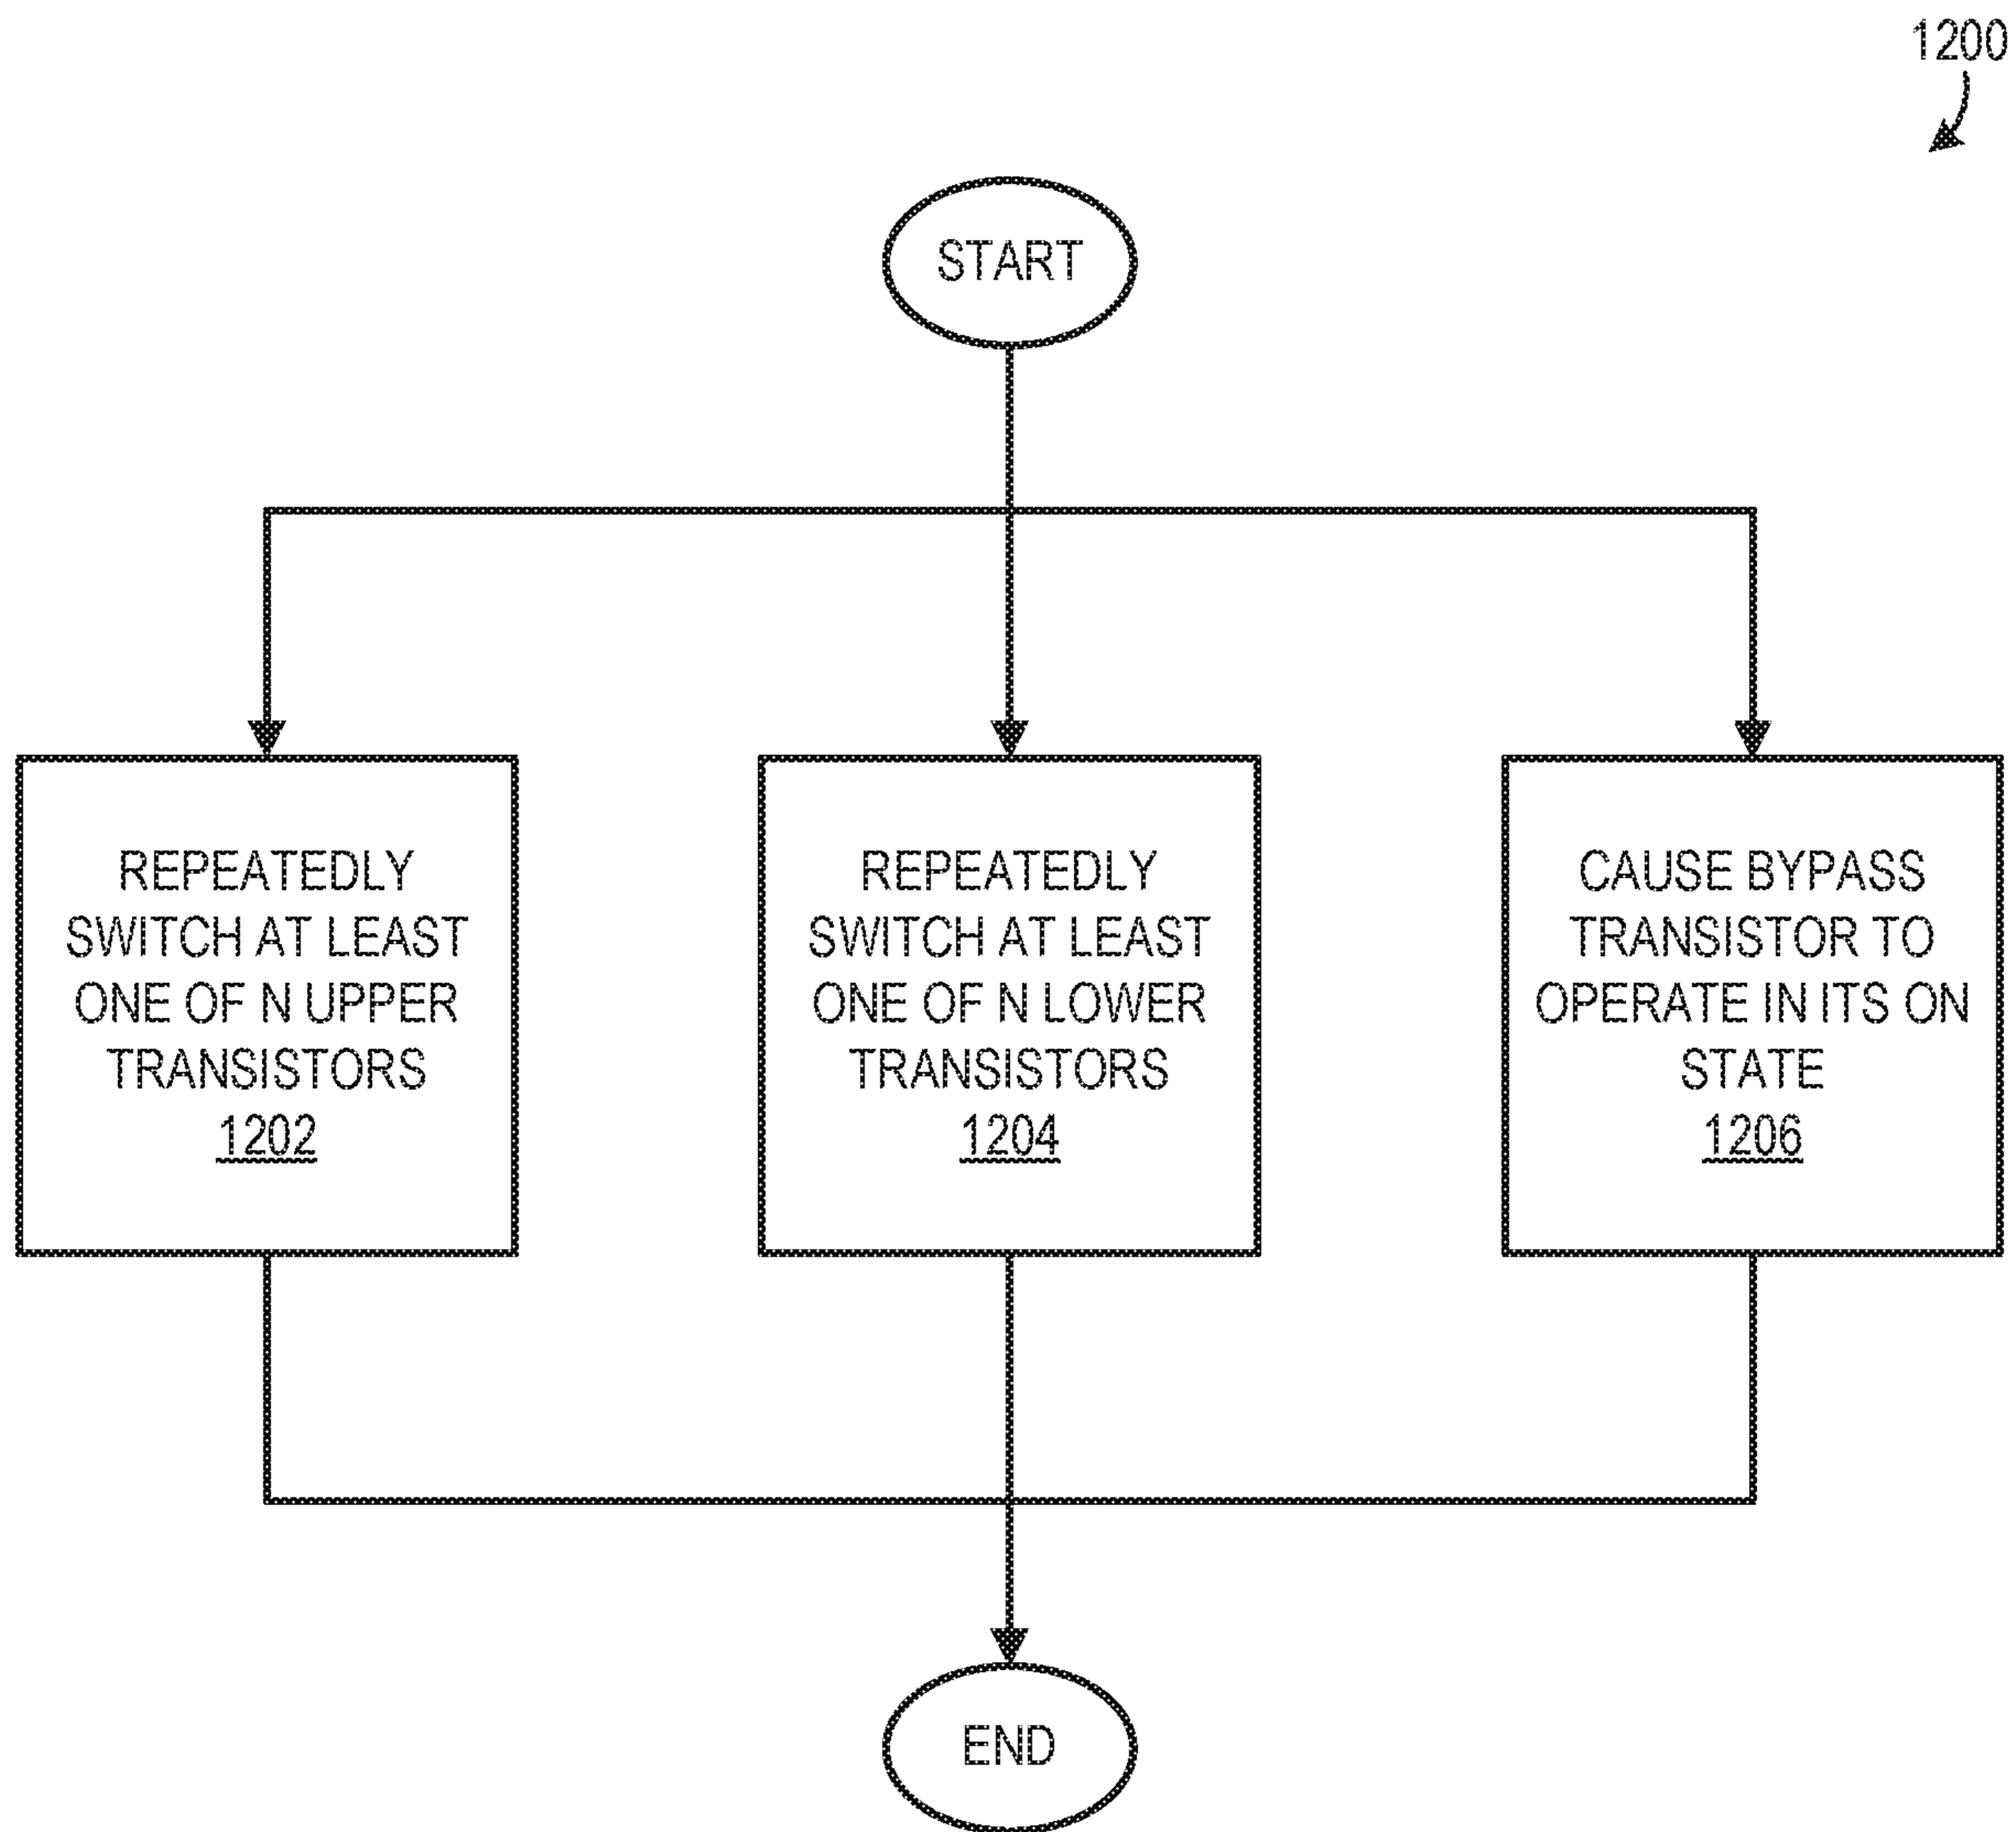 1200
START
REPEATEDLY
SWITCH AT LEAST
ONE OF N UPPER
TRANSISTORS
1202
REPEATEDLY
SWITCH AT LEAST
ONE OF N LOWER
TRANSISTORS
1204
CAUSE BYPASS
TRANSISTOR TO
OPERATE IN ITS ON
STATE
1206
END